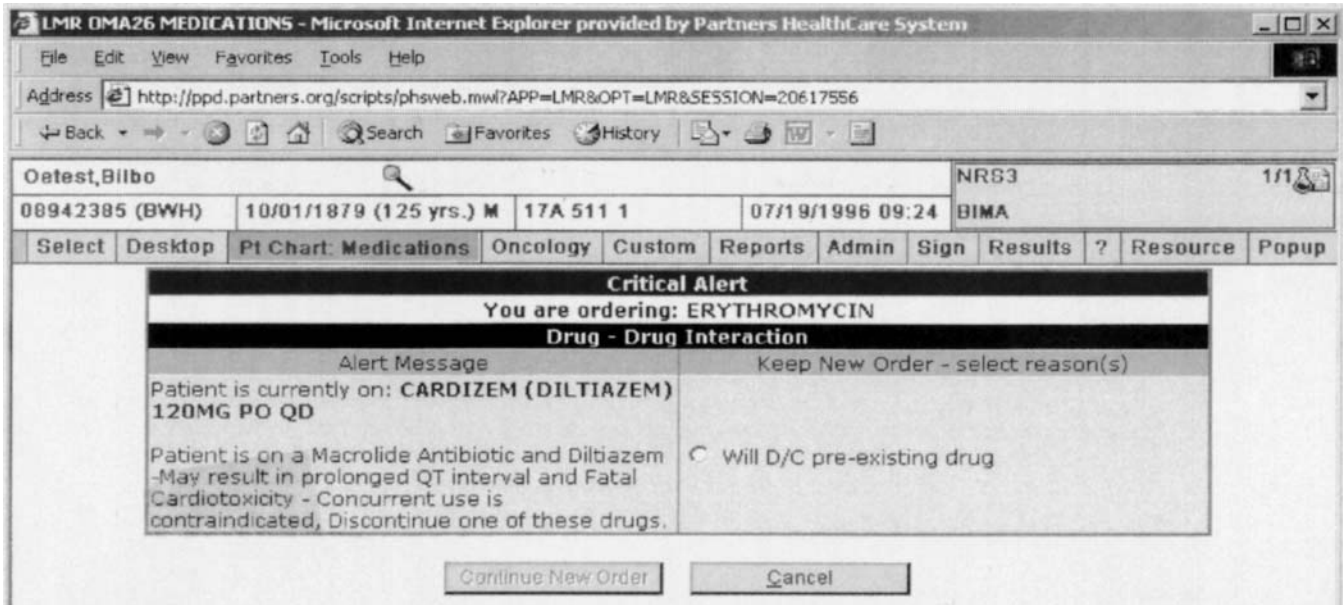 LMR OMA26 MEDICATIONS - Microsoft Internet Explorer provided by Partners HealthCare System
File Edit View Favorites Tools Help
Address http://ppd.partners.org/scripts/phsweb.mwl?APP=LMR&OPT=LMR&SESSION=20617556
Back Search Favorites History
Oetest,Bilbo NRS3 1/1
08942385 (BWH) 10/01/1879 (125 yrs.) M 17A 511 1 07/19/1996 09:24 BIMA
Select Desktop Pt Chart: Medications Oncology Custom Reports Admin Sign Results ? Resource Popup
Critical Alert
You are ordering: ERYTHROMYCIN
Drug - Drug Interaction
Alert Message Keep New Order - select reason(s)
Patient is currently on: CARDIZEM (DILTIAZEM)
120MG PO QD
Patient is on a Macrolide Antibiotic and Diltiazem
-May result in prolonged QT interval and Fatal
Cardiotoxicity - Concurrent use is
contraindicated, Discontinue one of these drugs.
Will D/C pre-existing drug
Continue New Order Cancel